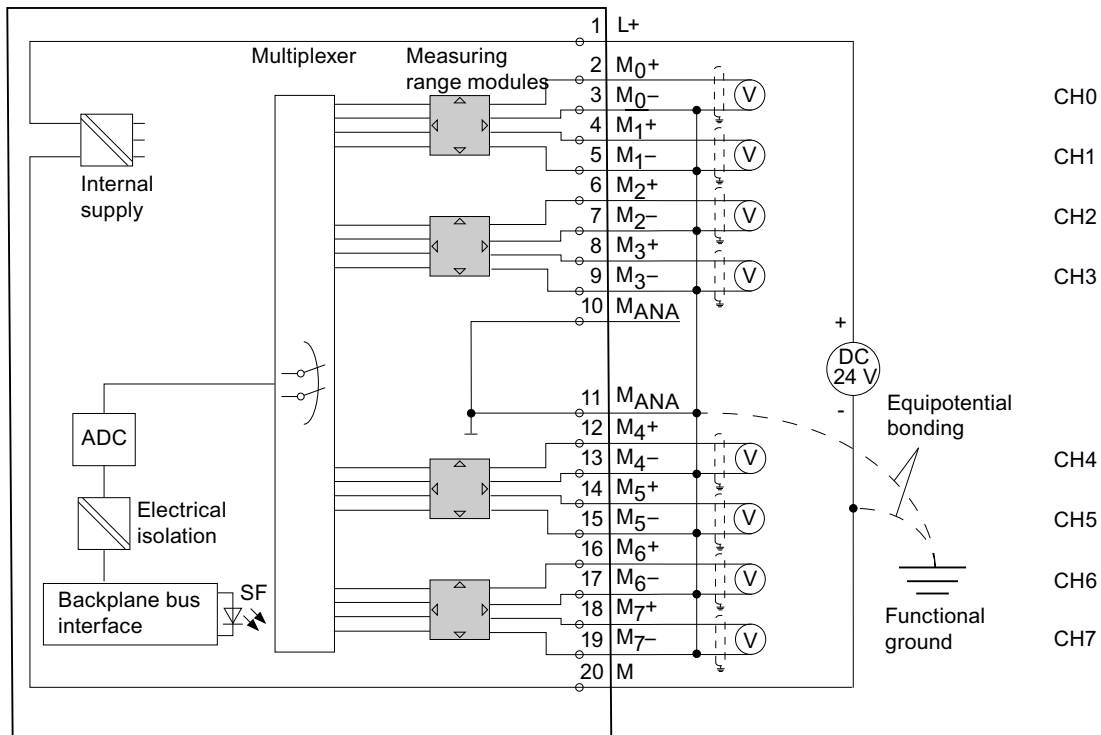 1 L+
Multiplexer
Measuring
range modules
2 M0+
3 M0–
CH0
4 M1+
5 M1–
CH1
Internal
supply
6 M2+
7 M2–
CH2
8 M3+
9 M3–
CH3
10 MANA
+
DC
24 V
-
11 MANA
Equipotential
bonding
12 M4+
ADC
13 M4–
CH4
14 M5+
Electrical
isolation
15 M5–
CH5
16 M6+
17 M6–
CH6
Backplane bus
interface
SF
18 M7+
19 M7–
CH7
Functional
ground
20 M
V
V
V
V
V
V
V
V